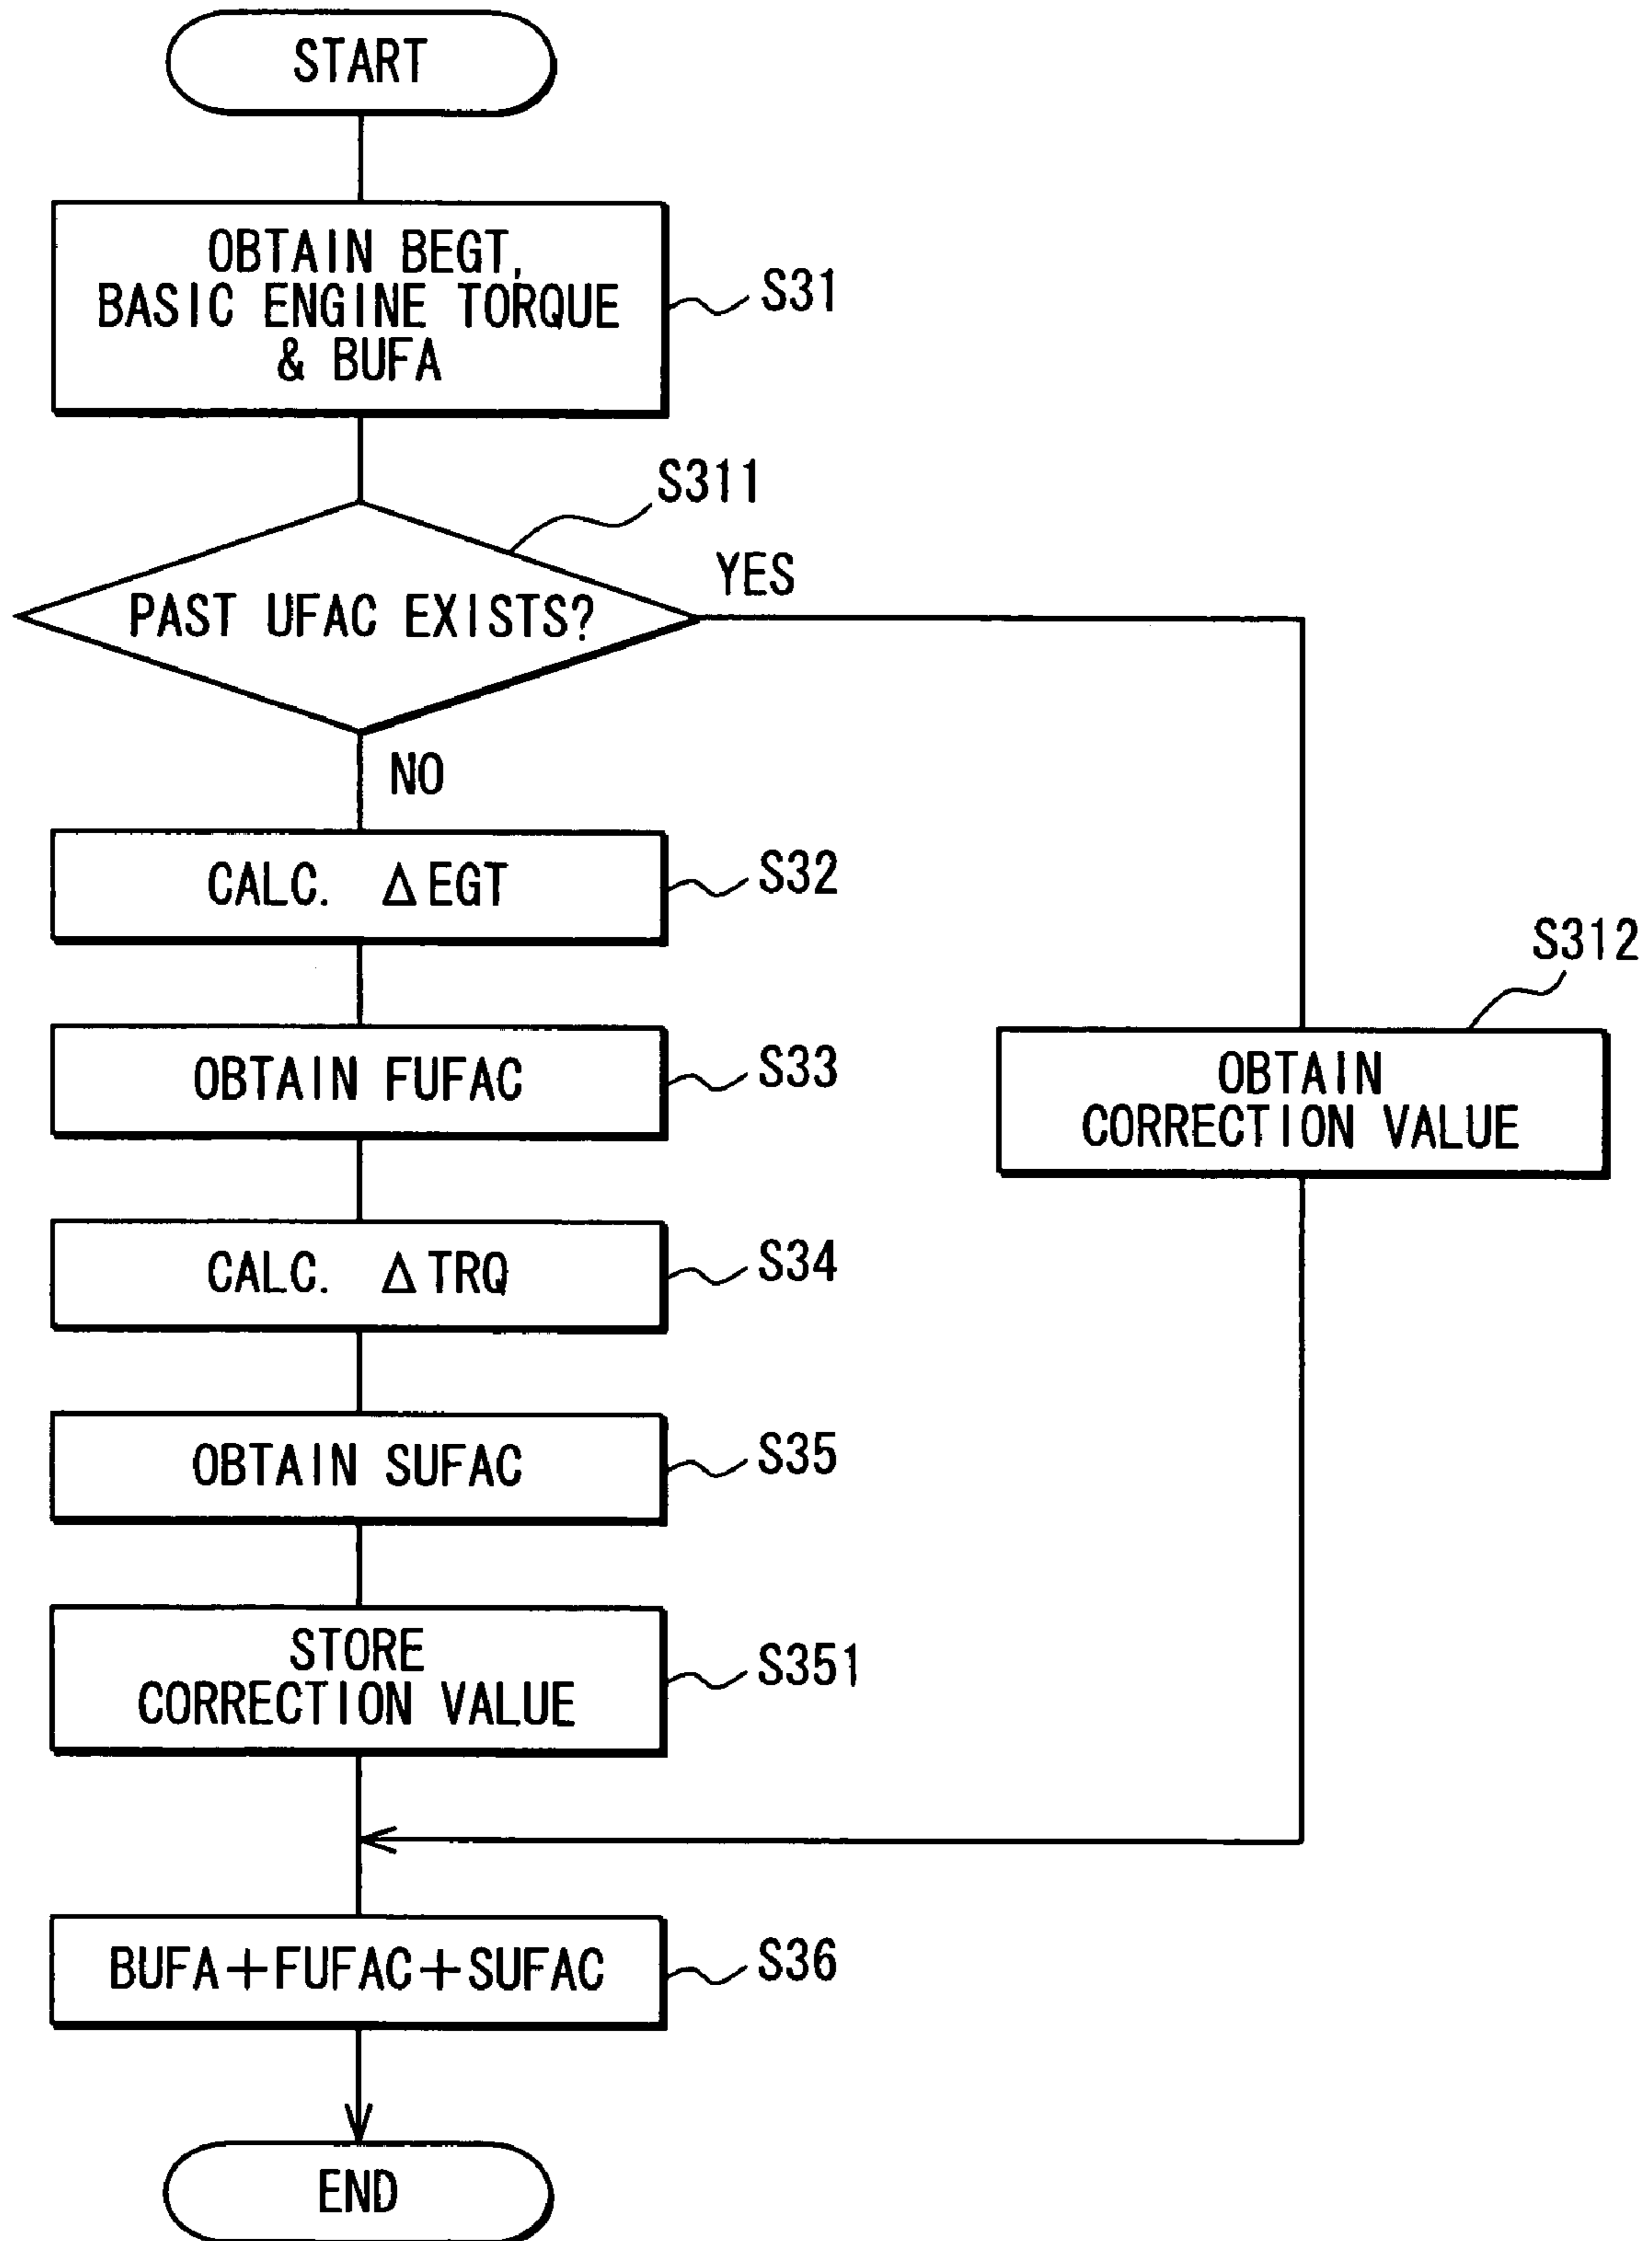 START
OBTAIN BEGT,
BASIC ENGINE TORQUE
& BUFA
S31
S311
PAST UFAC EXISTS?
YES
NO
CALC. ΔEGT
S32
OBTAIN FUFAC
S33
S312
OBTAIN
CORRECTION VALUE
CALC. ΔTRQ
S34
OBTAIN SUFAC
S35
STORE
CORRECTION VALUE
S351
BUFA+FUFAC+SUFAC
S36
END